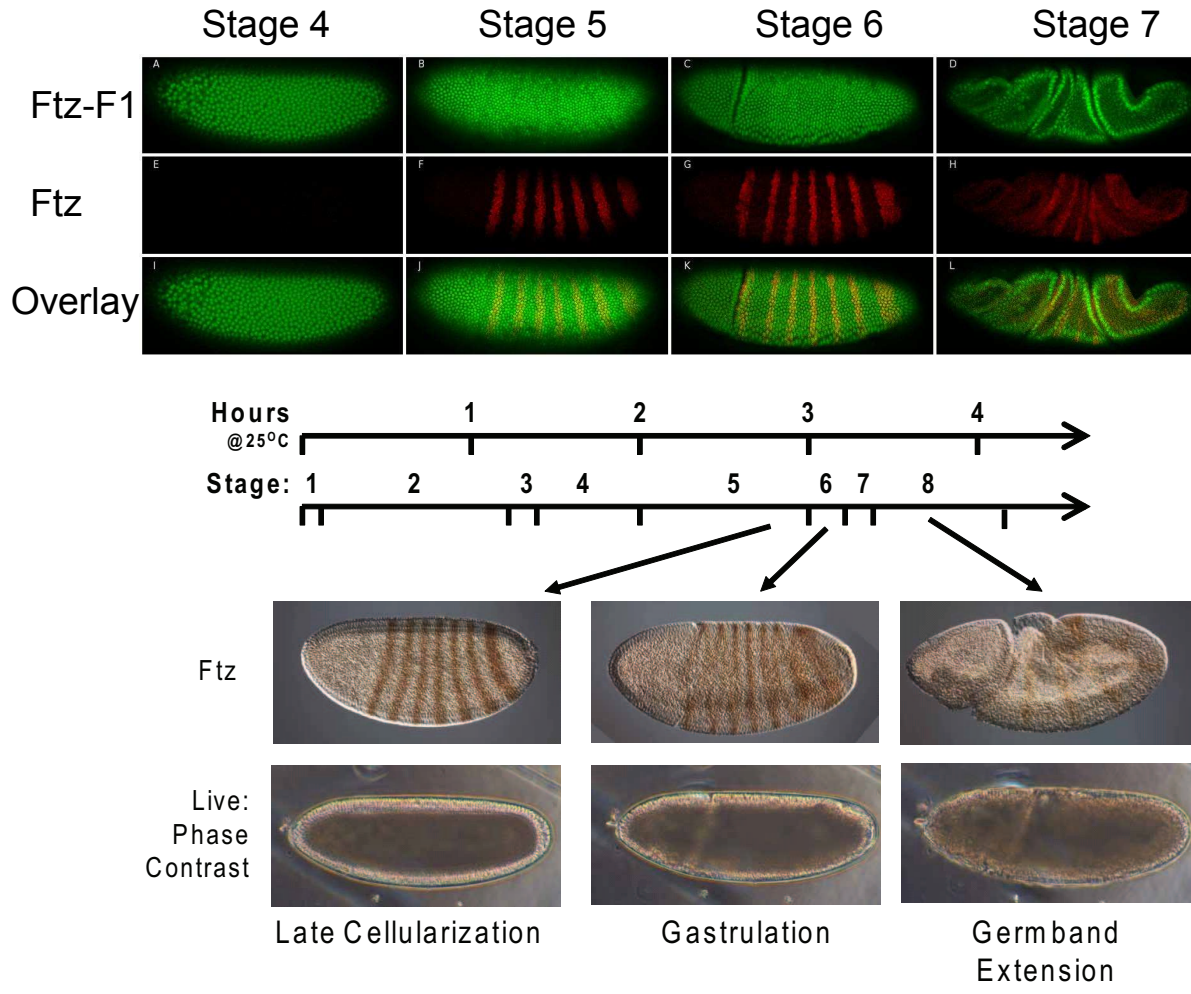 Stage 4 Stage 5 Stage 6 Stage 7
Ftz-F1 A B C D
Ftz E F G H
Overlay I J K L
Hours 1 2 3 4
@25°C
Stage: 1 2 3 4 5 6 7 8
Ftz
Live:
Phase
Contrast
Late Cellularization Gastrulation Germband
Extension